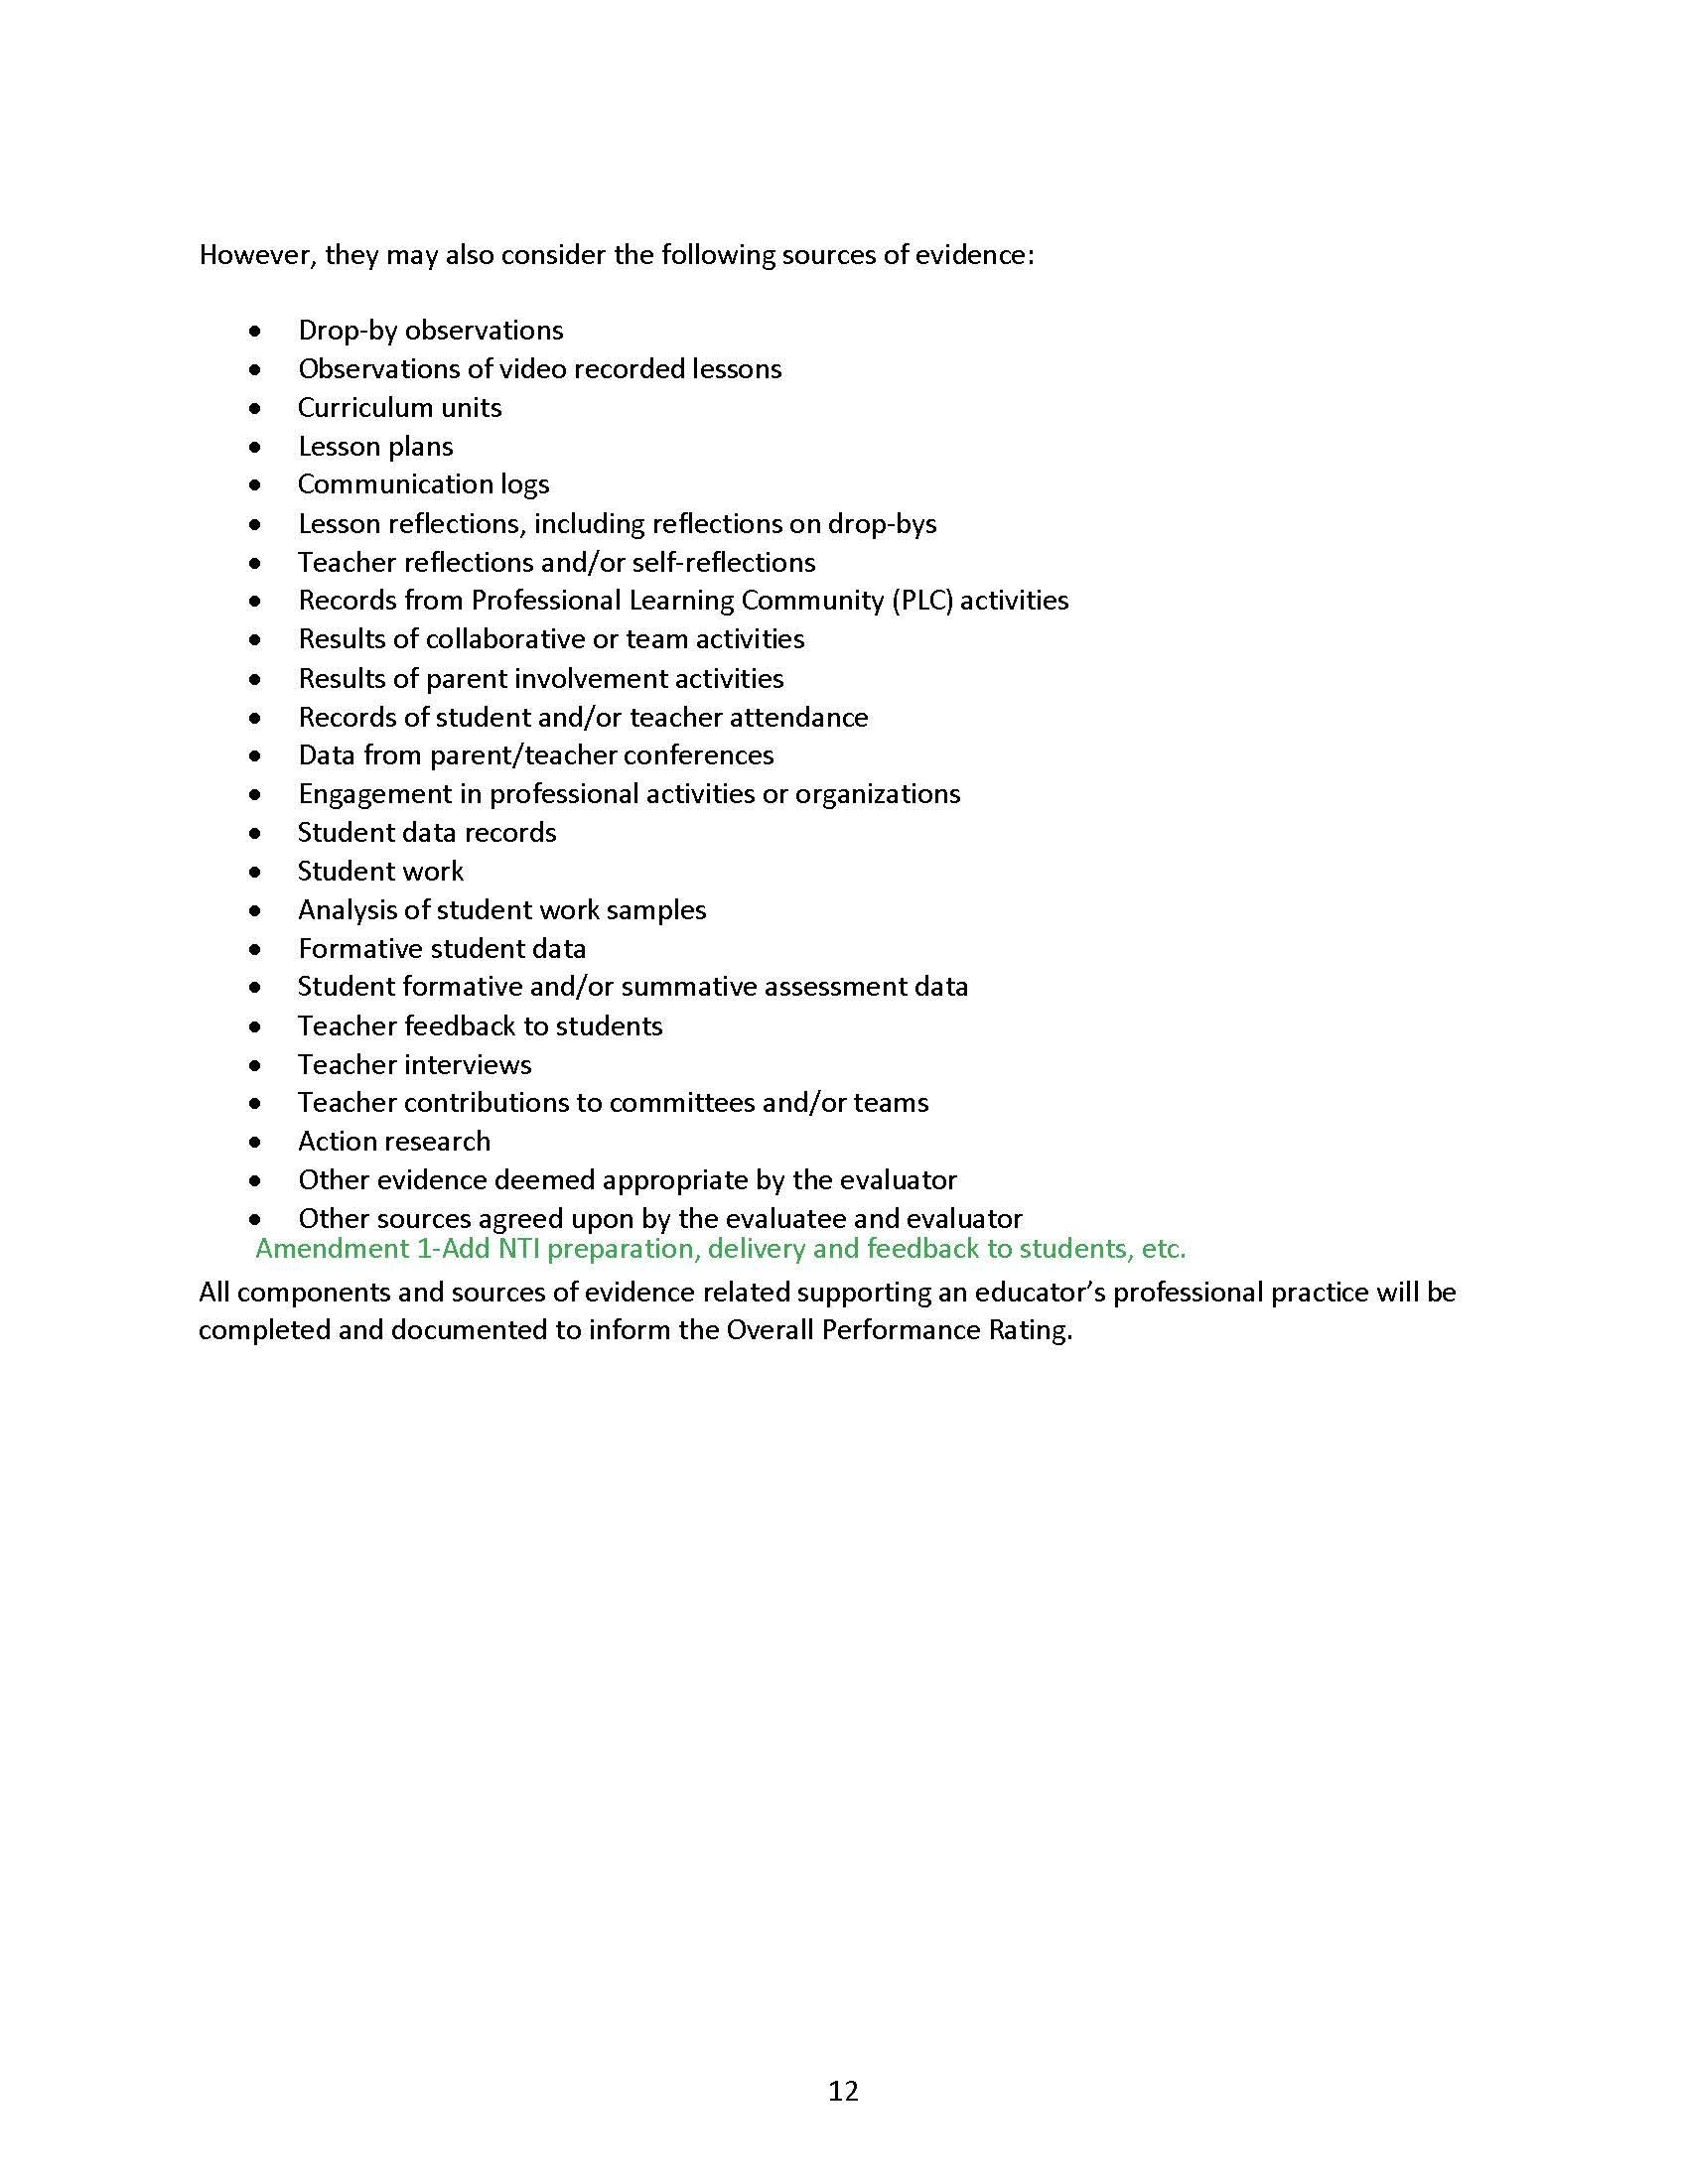 However, they may also consider the following sources of evidence:
• Drop-by observations
• Observations of video recorded lessons
• Curriculum units
• Lesson plans
• Communication logs
• Lesson reflections, including reflections on drop-bys
• Teacher reflections and/or self-reflections
• Records from Professional Learning Community (PLC) activities
• Results of collaborative or team activities
• Results of parent involvement activities
• Records of student and/or teacher attendance
• Data from parent/teacher conferences
• Engagement in professional activities or organizations
• Student data records
• Student work
• Analysis of student work samples
• Formative student data
• Student formative and/or summative assessment data
• Teacher feedback to students
• Teacher interviews
• Teacher contributions to committees and/or teams
• Action research
• Other evidence deemed appropriate by the evaluator
• Other sources agreed upon by the evaluatee and evaluator
Amendment 1-Add NTI preparation, delivery and feedback to students, etc.
All components and sources of evidence related supporting an educator’s professional practice will be
completed and documented to inform the Overall Performance Rating.
12